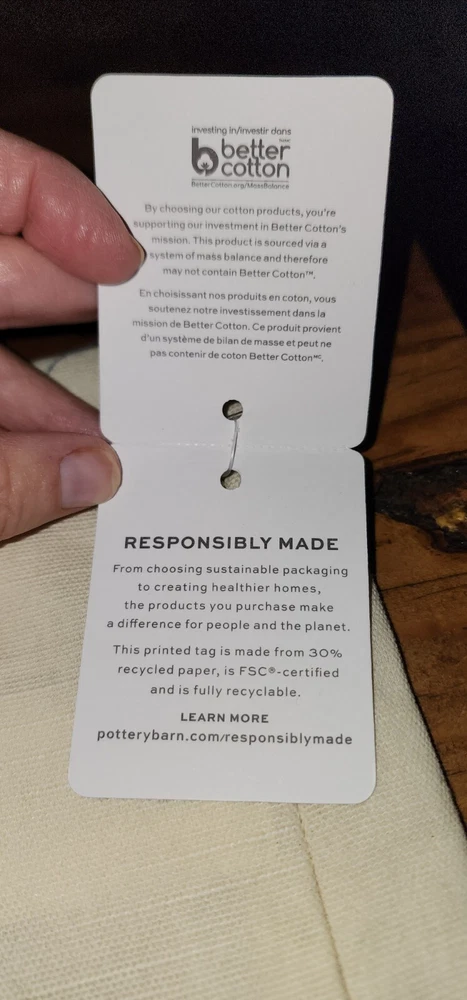 investing in/investir dans
better
cotton
BetterCotton.org/MassBalance
By choosing our cotton products, you're
supporting our investment in Better Cotton's
mission. This product is sourced via a
system of mass balance and therefore
may not contain Better Cotton™.
En choisissant nos produits en coton, vous
soutenez notre investissement dans la
mission de Better Cotton. Ce produit provient
d'un système de bilan de masse et peut ne
pas contenir de coton Better Cotton ᴹᶜ.
RESPONSIBLY MADE
From choosing sustainable packaging
to creating healthier homes,
the products you purchase make
a difference for people and the planet.
This printed tag is made from 30%
recycled paper, is FSC®-certified
and is fully recyclable.
LEARN MORE
potterybarn.com/responsiblymade